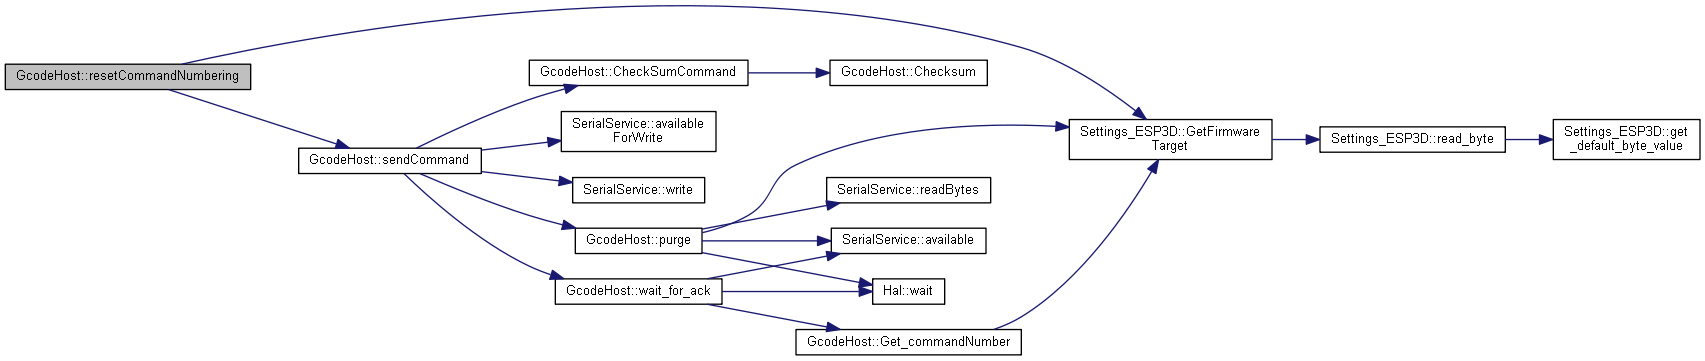 GcodeHost::resetCommandNumbering
GcodeHost::sendCommand
GcodeHost::CheckSumCommand
SerialService::available
ForWrite
SerialService::write
GcodeHost::purge
GcodeHost::wait_for_ack
GcodeHost::Checksum
SerialService::readBytes
SerialService::available
Hal::wait
GcodeHost::Get_commandNumber
Settings_ESP3D::GetFirmware
Target
Settings_ESP3D::read_byte
Settings_ESP3D::get
_default_byte_value